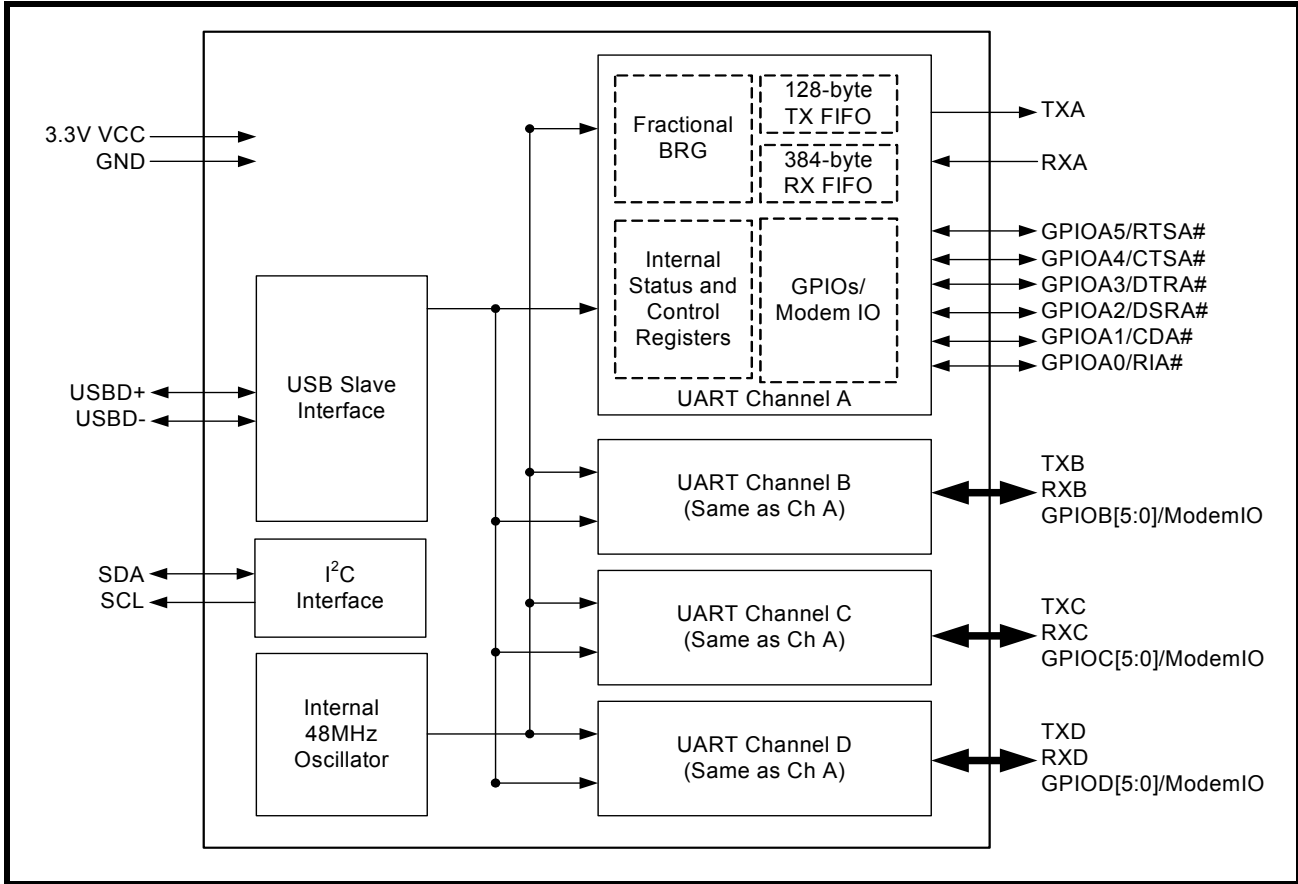 3.3V VCC
GND
USBD+
USBD-
SDA
SCL
USB Slave
Interface
I²C
Interface
Internal
48MHz
Oscillator
Fractional
BRG
128-byte
TX FIFO
384-byte
RX FIFO
Internal
Status and
Control
Registers
GPIOs/
Modem IO
UART Channel A
UART Channel B
(Same as Ch A)
UART Channel C
(Same as Ch A)
UART Channel D
(Same as Ch A)
TXA
RXA
GPIOA5/RTSA#
GPIOA4/CTSA#
GPIOA3/DTRA#
GPIOA2/DSRA#
GPIOA1/CDA#
GPIOA0/RIA#
TXB
RXB
GPIOB[5:0]/ModemIO
TXC
RXC
GPIOC[5:0]/ModemIO
TXD
RXD
GPIOD[5:0]/ModemIO